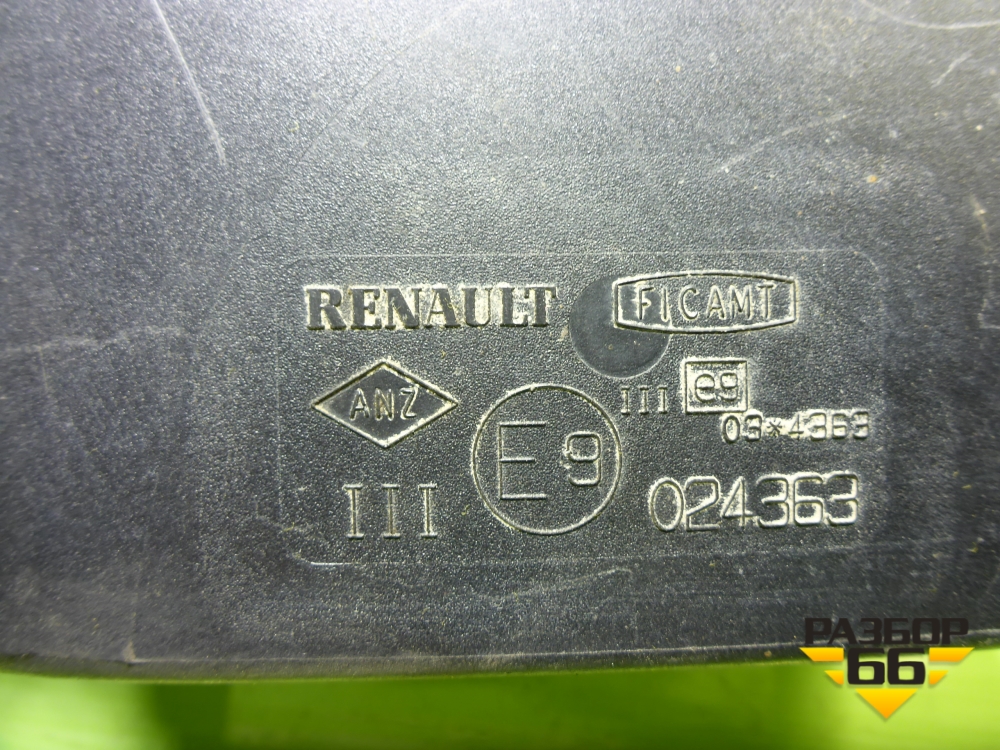 RENAULT FICAMT
ANZ III e9
03*4363
III E9 024363
РАЗБОР
66